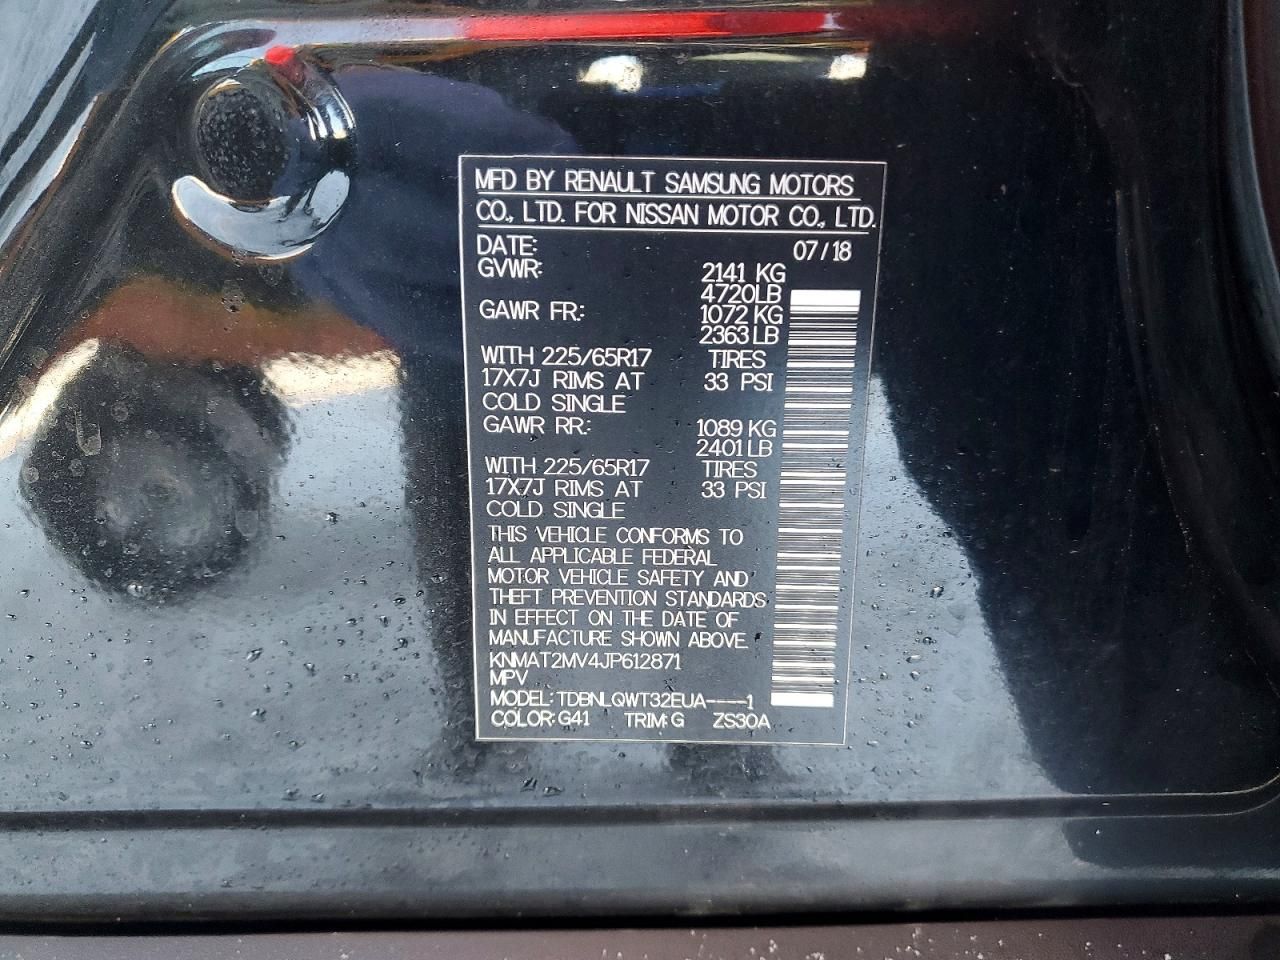 MFD BY RENAULT SAMSUNG MOTORS
CO., LTD. FOR NISSAN MOTOR CO., LTD.
DATE: 07/18
GVWR: 2141 KG
4720LB
GAWR FR.: 1072 KG
2363LB
WITH 225/65R17 TIRES
17X7J RIMS AT 33 PSI
COLD SINGLE
GAWR RR.: 1089 KG
2401LB
WITH 225/65R17 TIRES
17X7J RIMS AT 33 PSI
COLD SINGLE
THIS VEHICLE CONFORMS TO
ALL APPLICABLE FEDERAL
MOTOR VEHICLE SAFETY AND
THEFT PREVENTION STANDARDS
IN EFFECT ON THE DATE OF
MANUFACTURE SHOWN ABOVE.
KNMAT2MV4JP612871
MPV
MODEL: TDBNLQWT32EUA----1
COLOR: G41 TRIM: G ZS30A